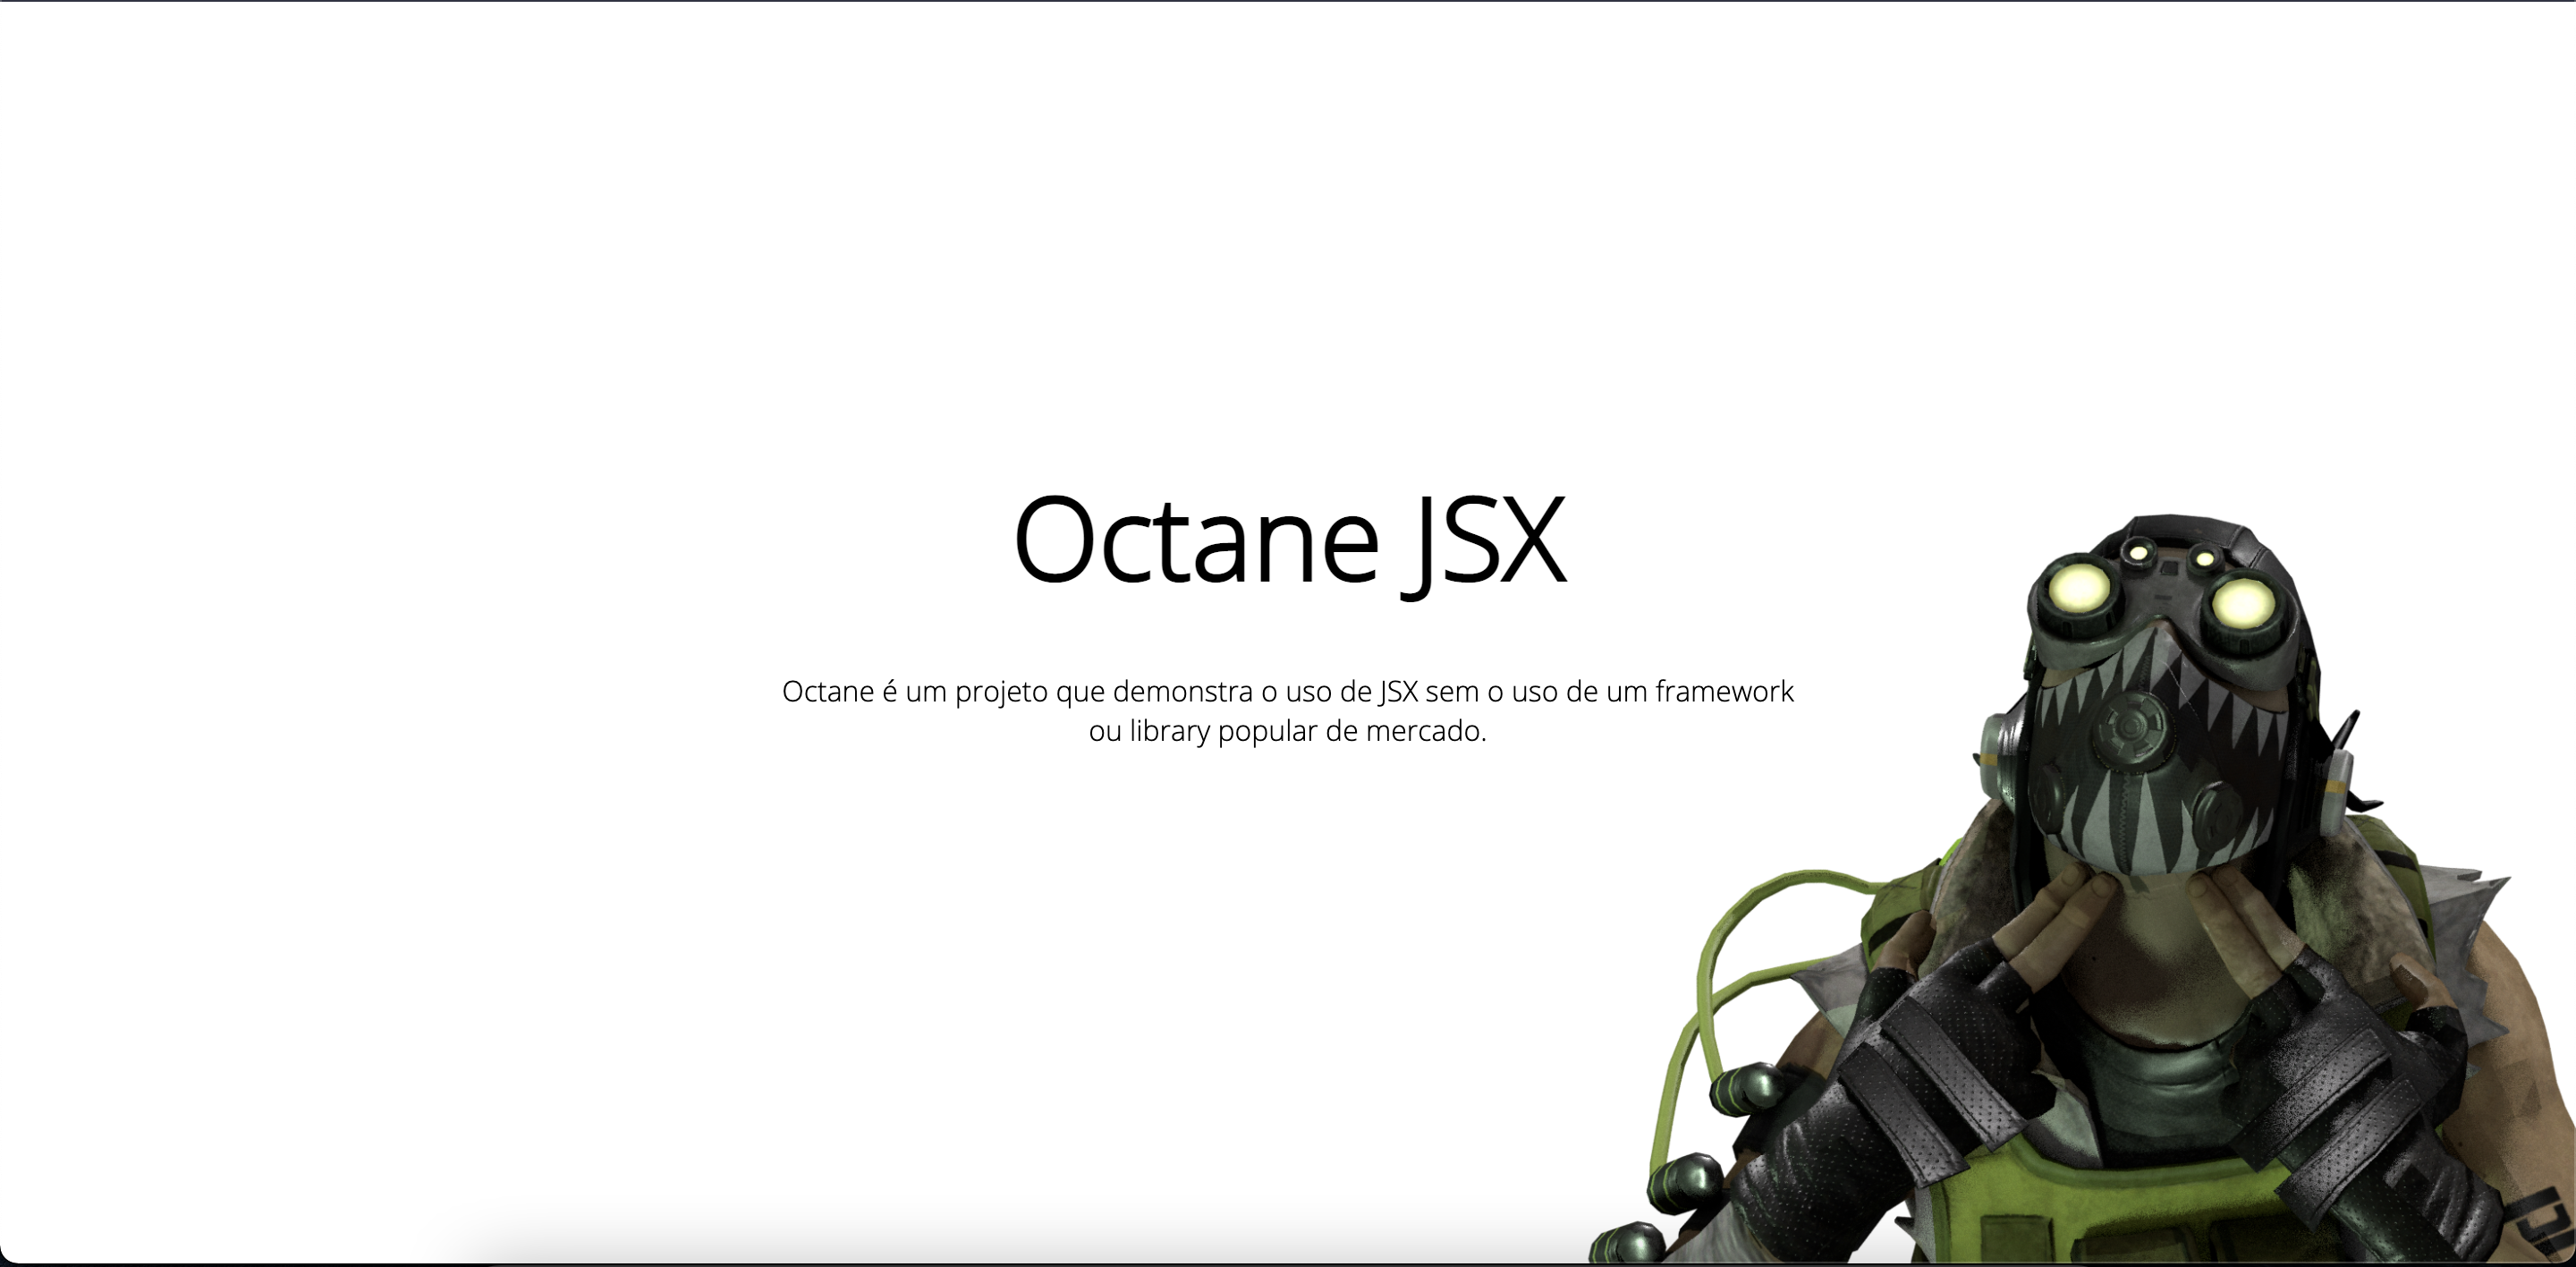 Octane JSX
Octane é um projeto que demonstra o uso de JSX sem o uso de um framework
ou library popular de mercado.